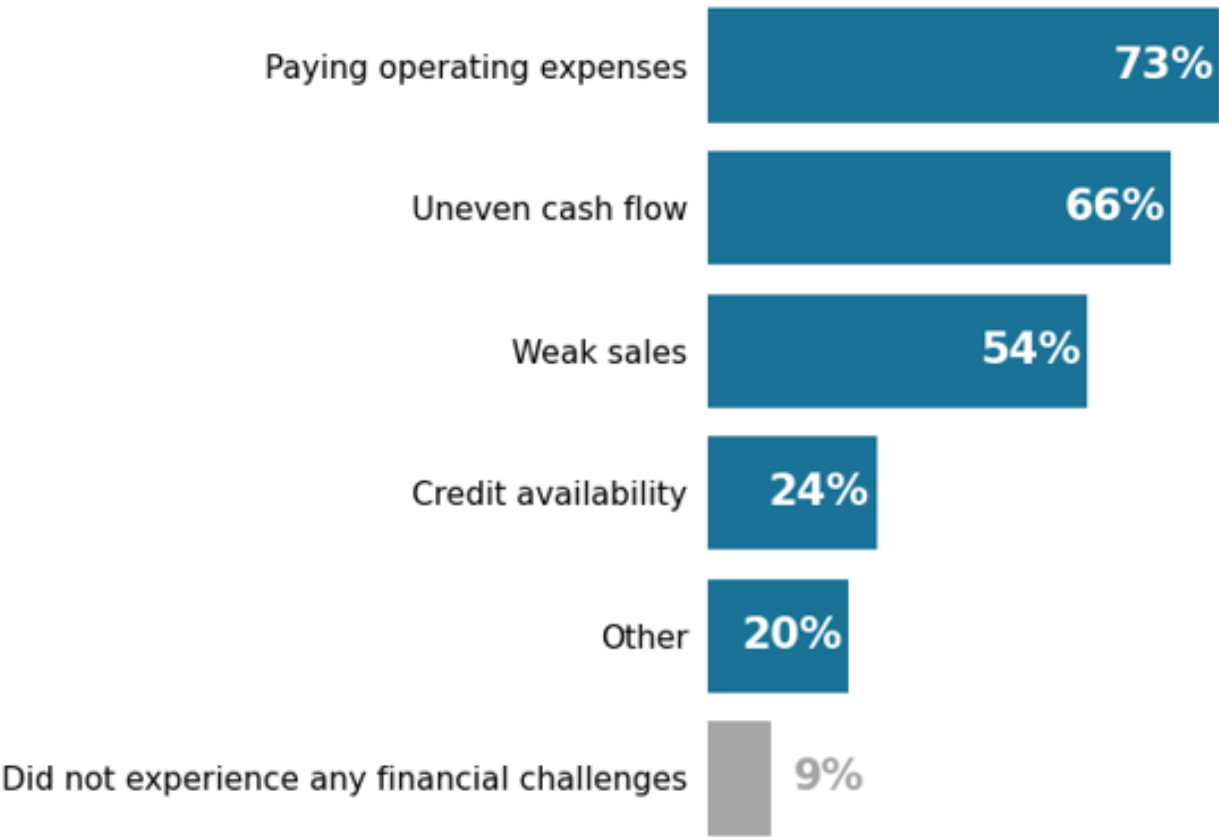 Paying operating expenses 73%
Uneven cash flow 66%
Weak sales 54%
Credit availability 24%
Other 20%
Did not experience any financial challenges 9%